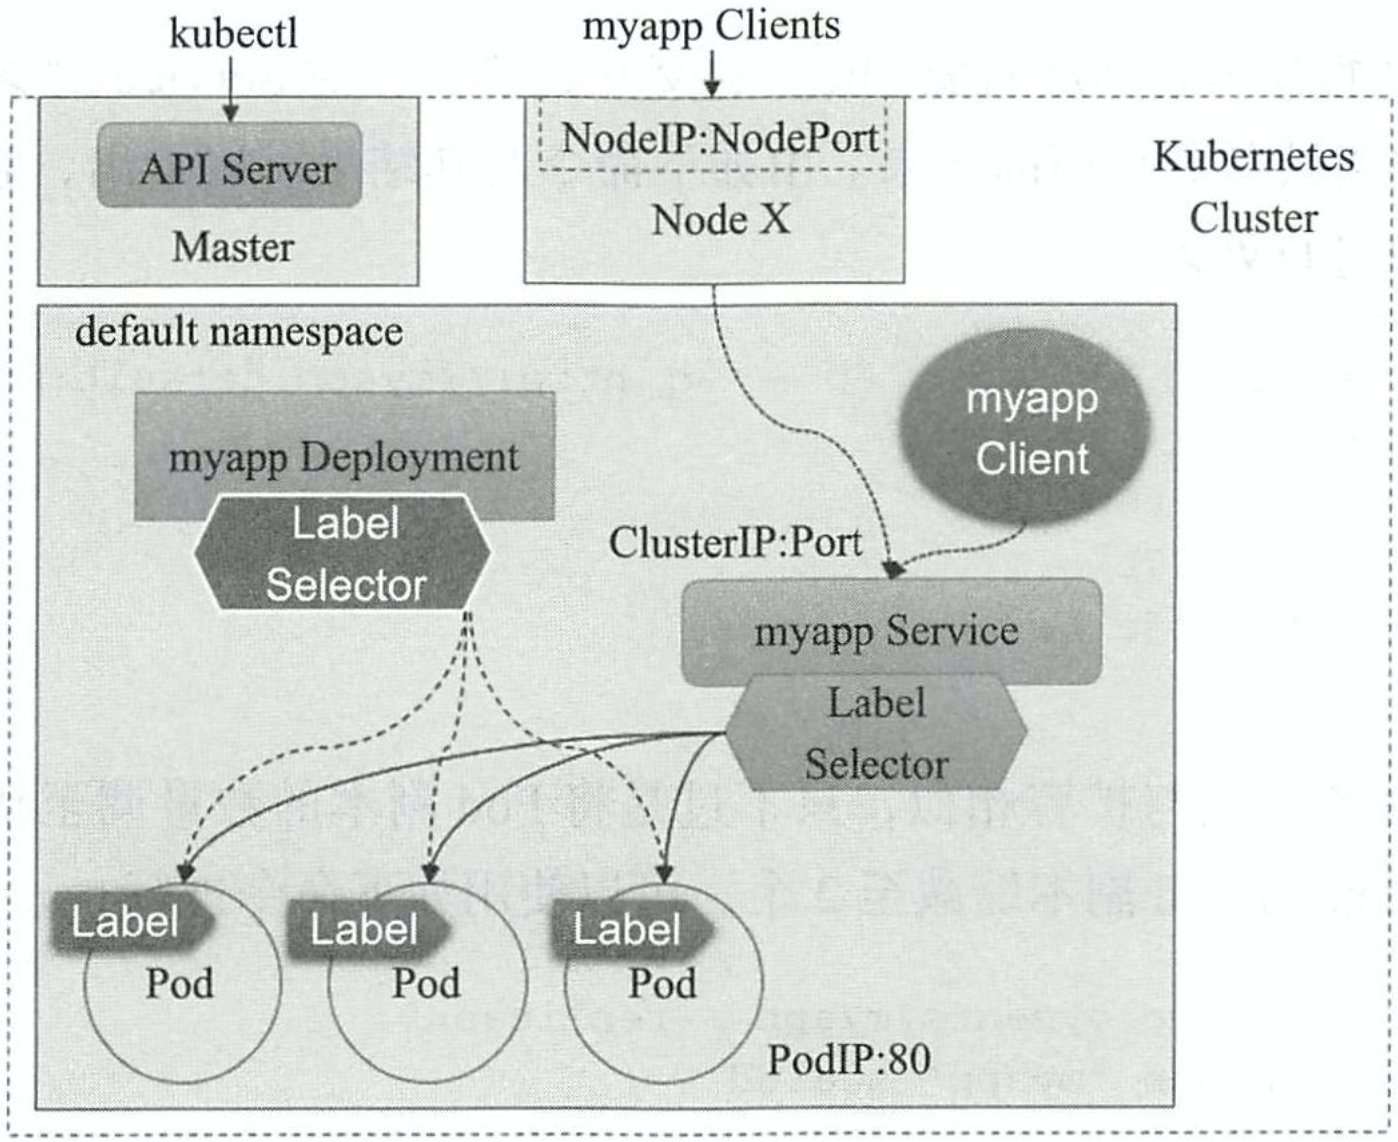 kubectl
myapp Clients
API Server
Master
NodeIP:NodePort
Node X
Kubernetes
Cluster
default namespace
myapp Deployment
Label
Selector
myapp
Client
ClusterIP:Port
myapp Service
Label
Selector
Label
Pod
Label
Pod
Label
Pod
PodIP:80